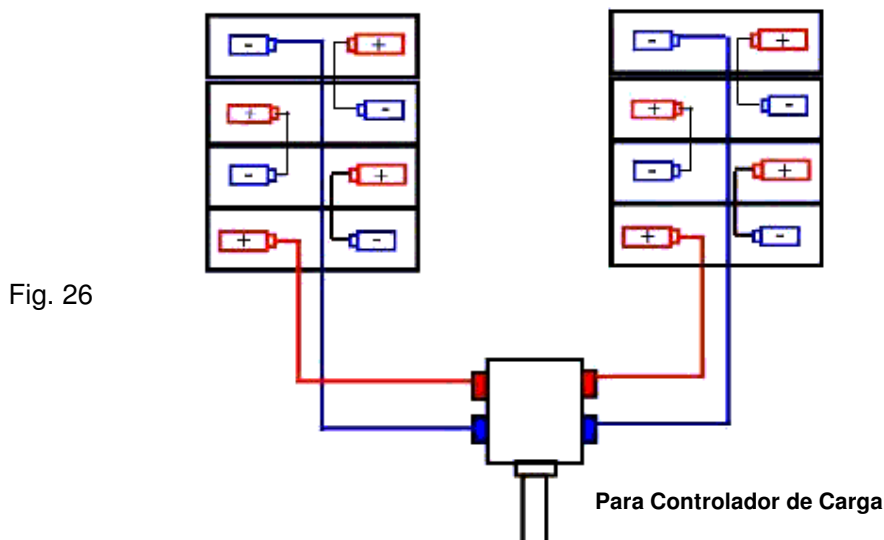 - + - +
+ - + -
- + - +
+ - + -
Fig. 26
Para Controlador de Carga